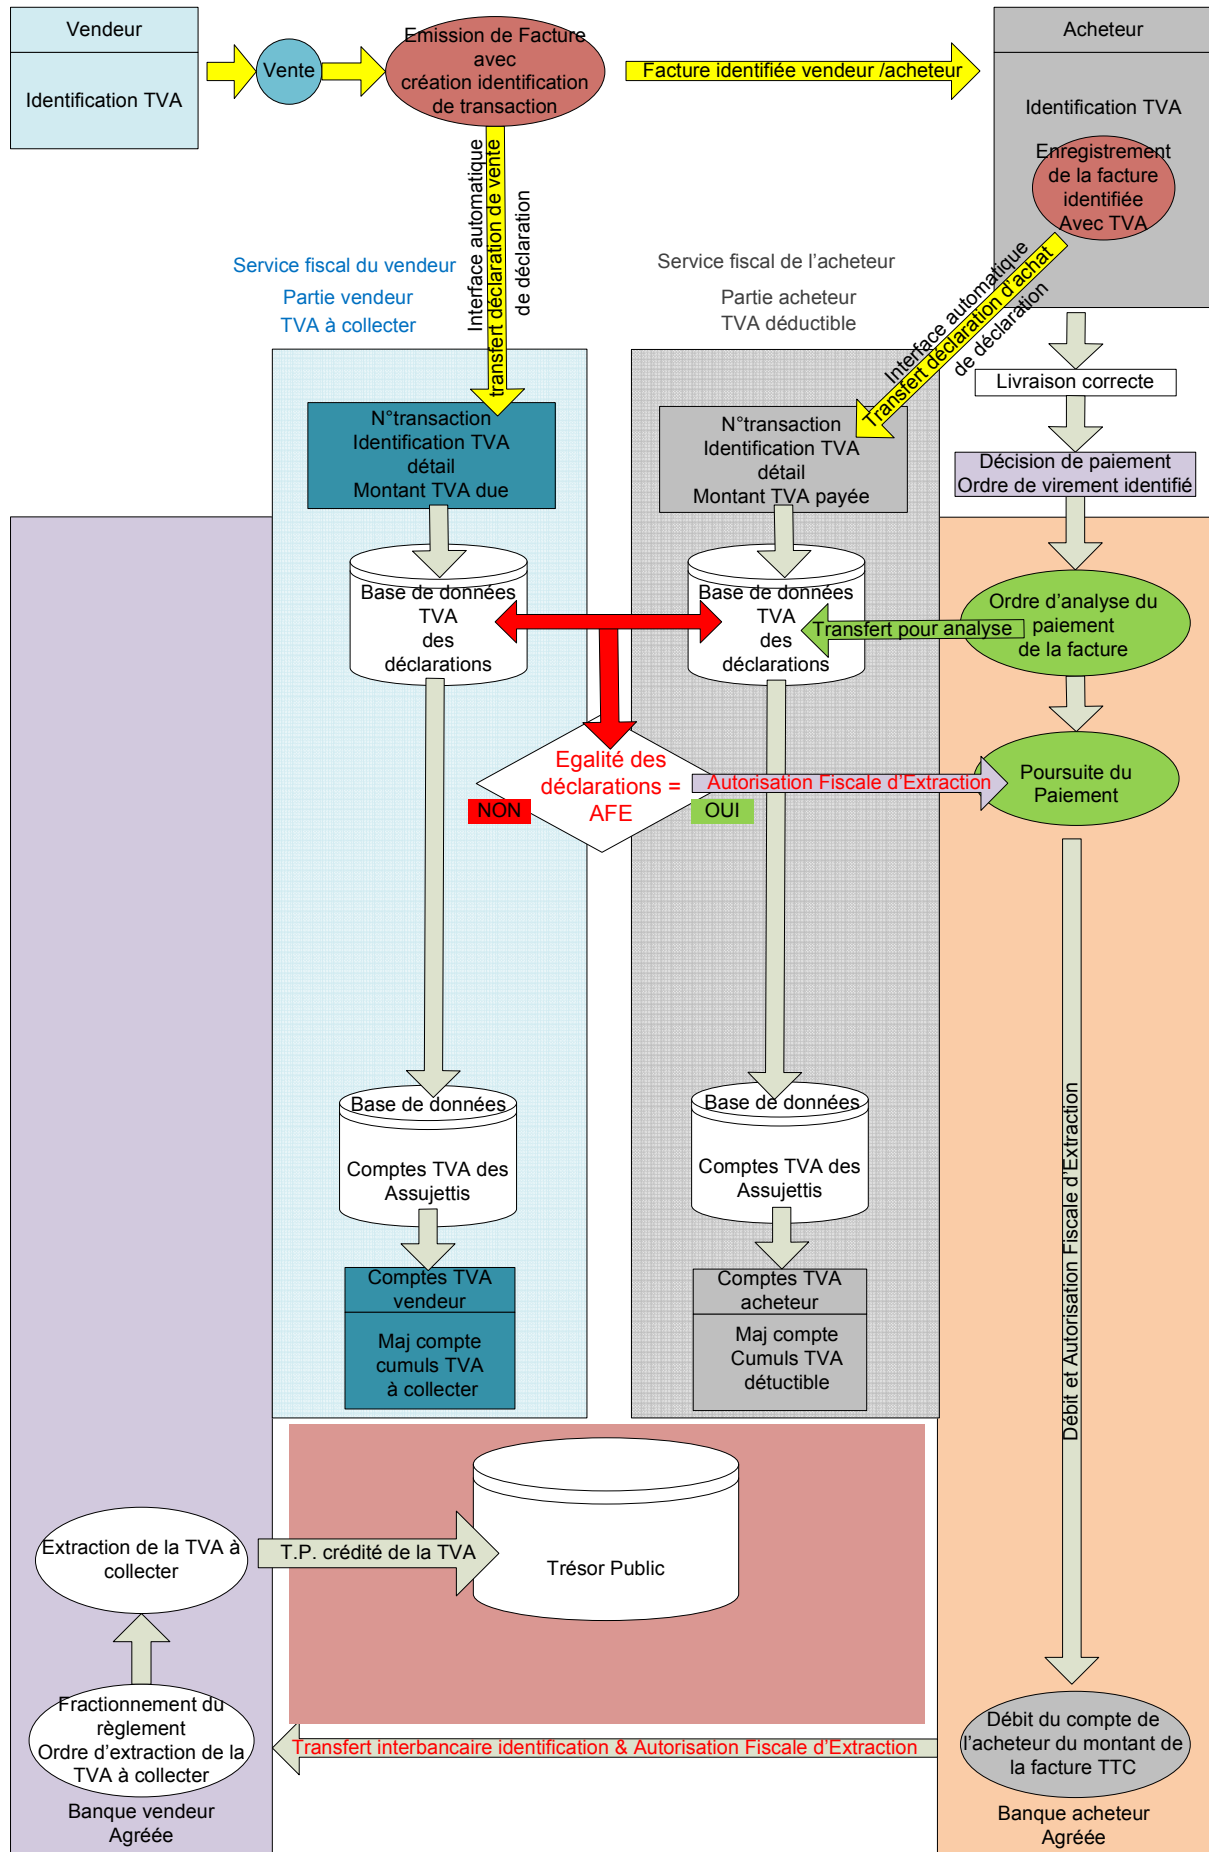 Vendeur
Identification TVA
Vente
Emission de Facture
avec
création identification
de transaction
Facture identifiée vendeur /acheteur
Acheteur
Identification TVA
Enregistrement
de la facture
identifiée
Avec TVA
Interface automatique
transfert déclaration de vente
de déclaration
Interface automatique
Transfert déclaration d'achat
de déclaration
Service fiscal du vendeur
Partie vendeur
TVA à collecter
Service fiscal de l'acheteur
Partie acheteur
TVA déductible
Livraison correcte
Décision de paiement
Ordre de virement identifié
N°transaction
Identification TVA
détail
Montant TVA due
N°transaction
Identification TVA
détail
Montant TVA payée
Base de données
TVA
des
déclarations
Base de données
TVA
des
déclarations
Transfert pour analyse
Ordre d'analyse du
paiement
de la facture
Egalité des
déclarations =
AFE
NON
OUI
Autorisation Fiscale d'Extraction
Poursuite du
Paiement
Débit et Autorisation Fiscale d'Extraction
Base de données
Comptes TVA des
Assujettis
Base de données
Comptes TVA des
Assujettis
Comptes TVA
vendeur
Maj compte
cumuls TVA
à collecter
Comptes TVA
acheteur
Maj compte
Cumuls TVA
détuctible
Extraction de la TVA à
collecter
T.P. crédité de la TVA
Trésor Public
Fractionnement du
règlement
Ordre d'extraction de la
TVA à collecter
Transfert interbancaire identification & Autorisation Fiscale d'Extraction
Débit du compte de
l'acheteur du montant de
la facture TTC
Banque vendeur
Agréée
Banque acheteur
Agréée